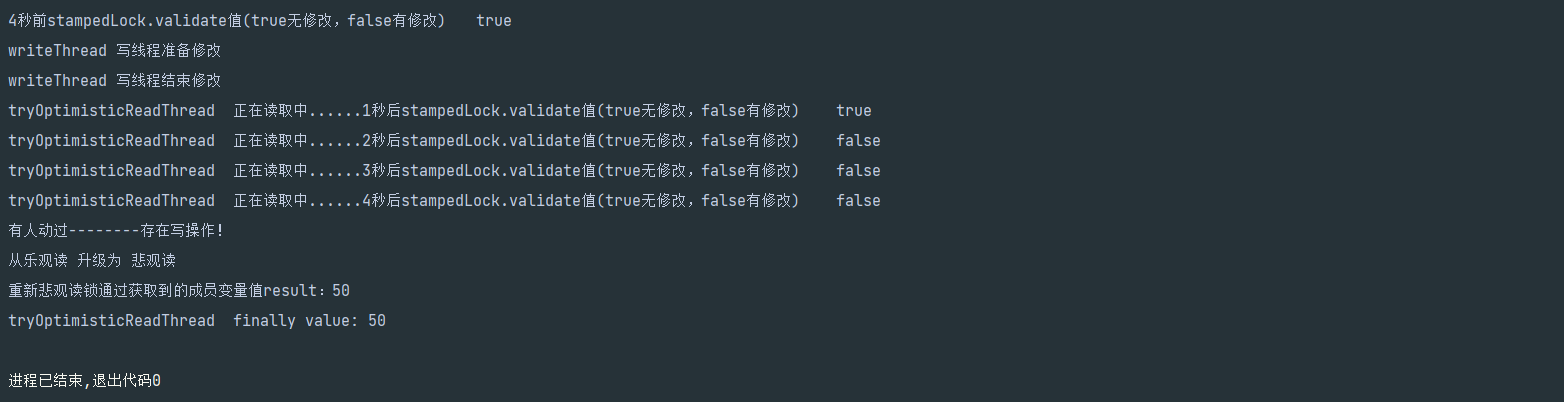 4秒前stampedLock.validate值(true无修改，false有修改)   true
writeThread 写线程准备修改
writeThread 写线程结束修改
tryOptimisticReadThread  正在读取中......1秒后stampedLock.validate值(true无修改，false有修改)    true
tryOptimisticReadThread  正在读取中......2秒后stampedLock.validate值(true无修改，false有修改)    false
tryOptimisticReadThread  正在读取中......3秒后stampedLock.validate值(true无修改，false有修改)    false
tryOptimisticReadThread  正在读取中......4秒后stampedLock.validate值(true无修改，false有修改)    false
有人动过--------存在写操作！
从乐观读 升级为 悲观读
重新悲观读锁通过获取到的成员变量值result：50
tryOptimisticReadThread  finally value: 50
进程已结束,退出代码0